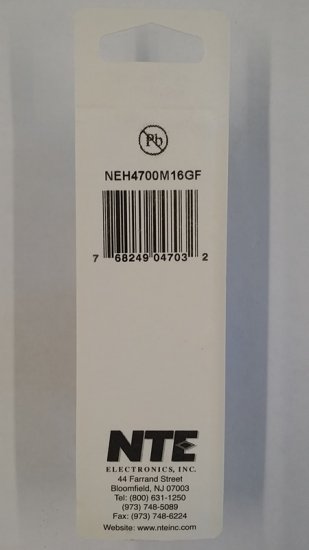 Pb
NEH4700M16GF
7 68249 04703 2
NTE
ELECTRONICS, INC.
44 Farrand Street
Bloomfield, NJ 07003
Tel: (800) 631-1250
(973) 748-5089
Fax: (973) 748-6224
Website: www.nteinc.com